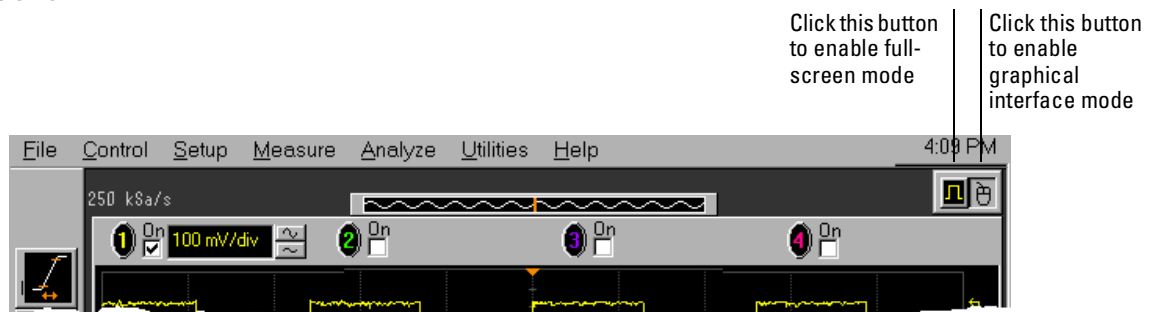 Click this button
to enable full-
screen mode
Click this button
to enable
graphical
interface mode
File Control Setup Measure Analyze Utilities Help 4:09 PM
250 kSa/s
1 On 100 mV/div 2 On 3 On 4 On